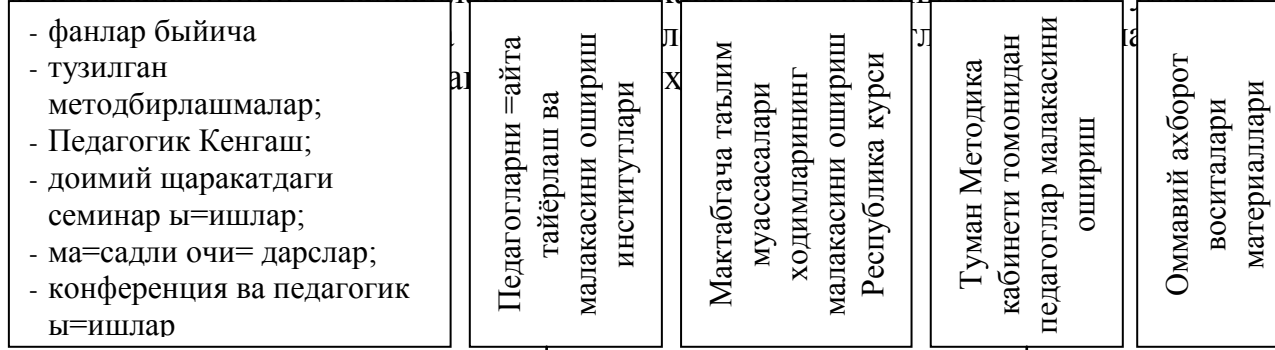 - фанлар быйича
- тузилган
методбирлашмалар;
- Педагогик Кенгаш;
- доимий щаракатдаги
семинар ы=ишлар;
- ма=садли очи= дарслар;
- конференция ва педагогик
ы=ишлар
Педагогларни =айта
тайёрлаш ва
малакасини ошириш
институтлари
Мактабгача таълим
муассасалари
ходимларининг
малакасини ошириш
Республика курси
Туман Методика
кабинети томонидан
педагоглар малакасини
ошириш
Оммавий ахборот
воситалари
материаллари